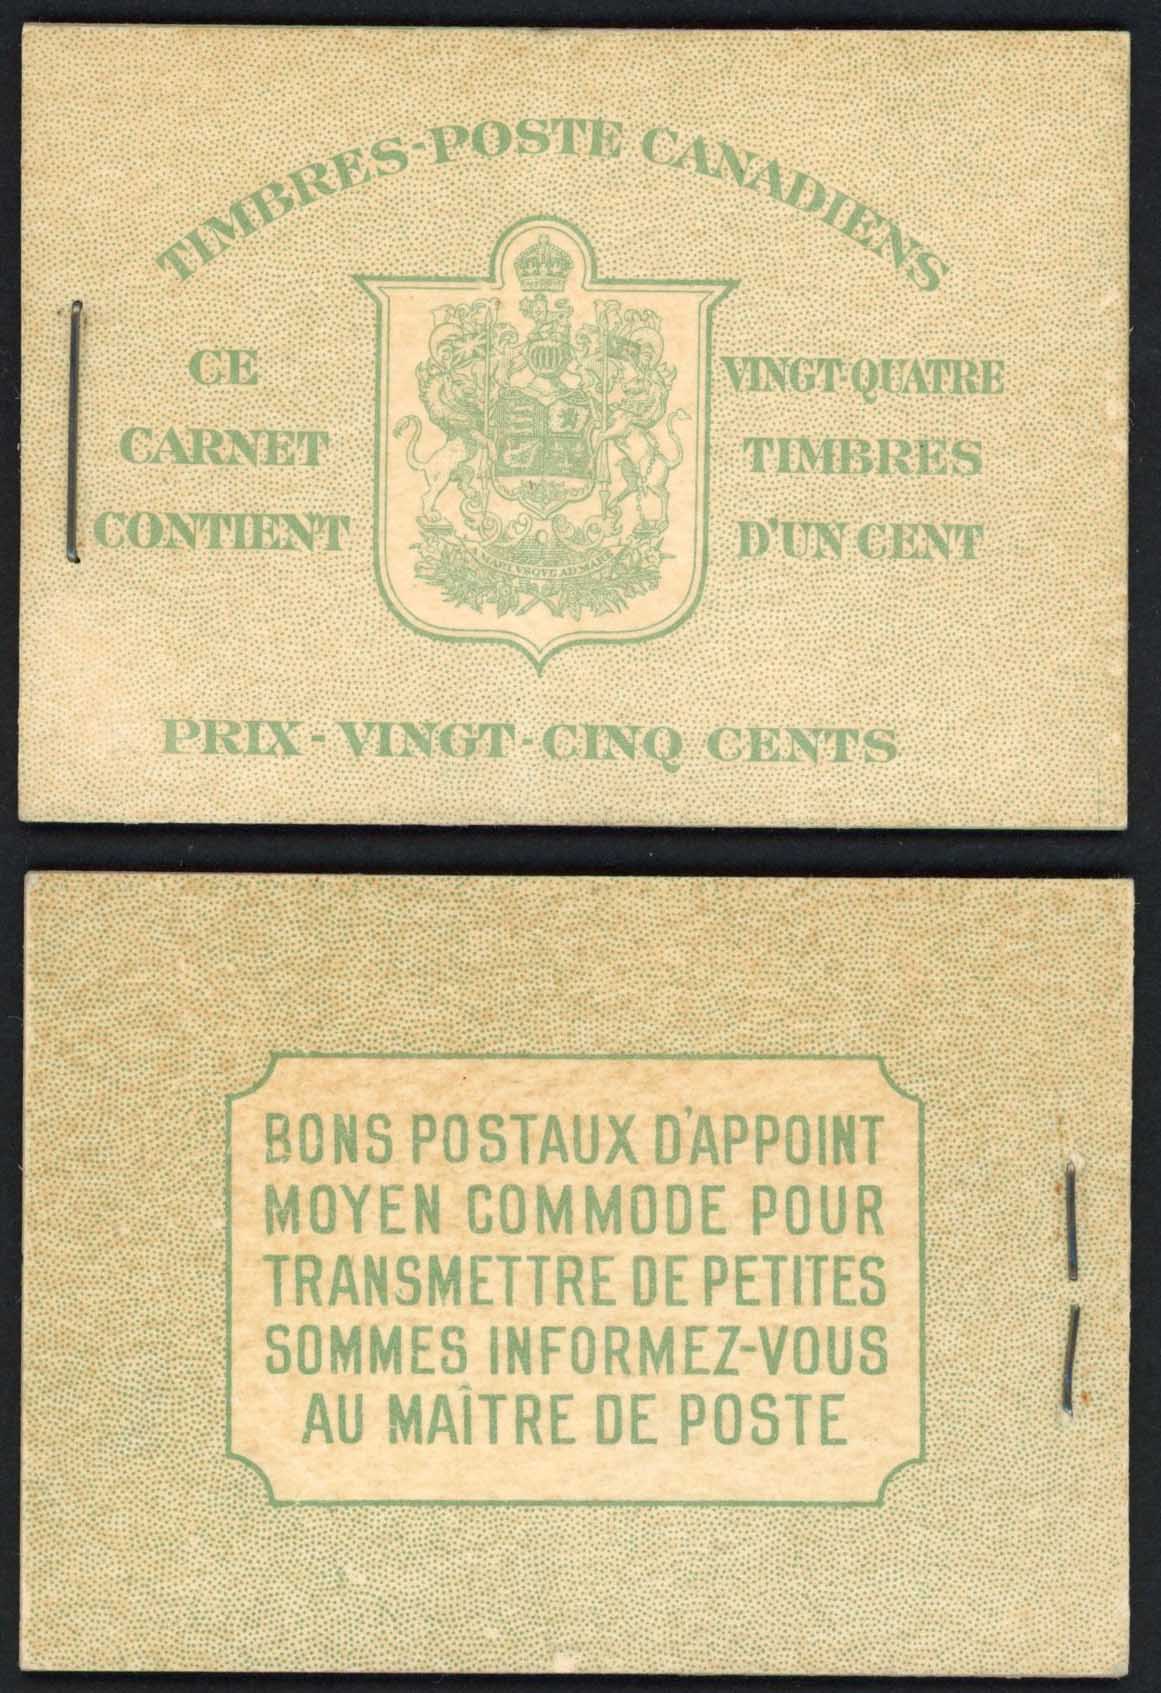 TIMBRES-POSTE CANADIENS
CE
CARNET
CONTIENT
VINGT-QUATRE
TIMBRES
D'UN CENT
PRIX - VINGT-CINQ CENTS
BONS POSTAUX D'APPOINT
MOYEN COMMODE POUR
TRANSMETTRE DE PETITES
SOMMES INFORMEZ-VOUS
AU MAÎTRE DE POSTE